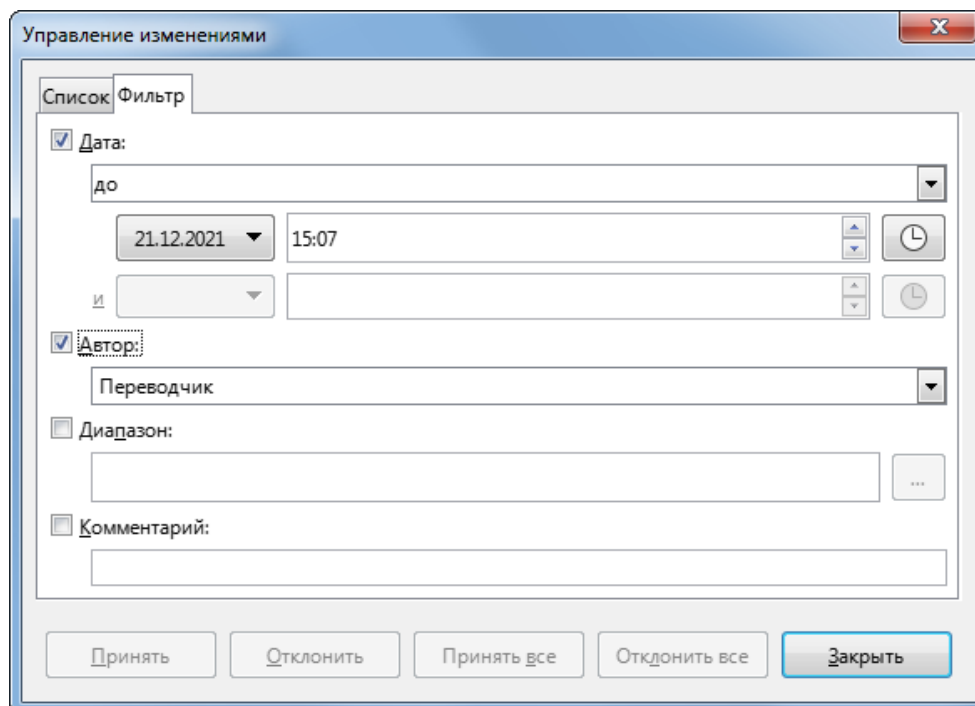 Управление изменениями
Список Фильтр
Дата:
до
21.12.2021 15:07
и
Автор:
Переводчик
Диапазон:
...
Комментарий:
Принять Отклонить Принять все Отклонить все Закрыть